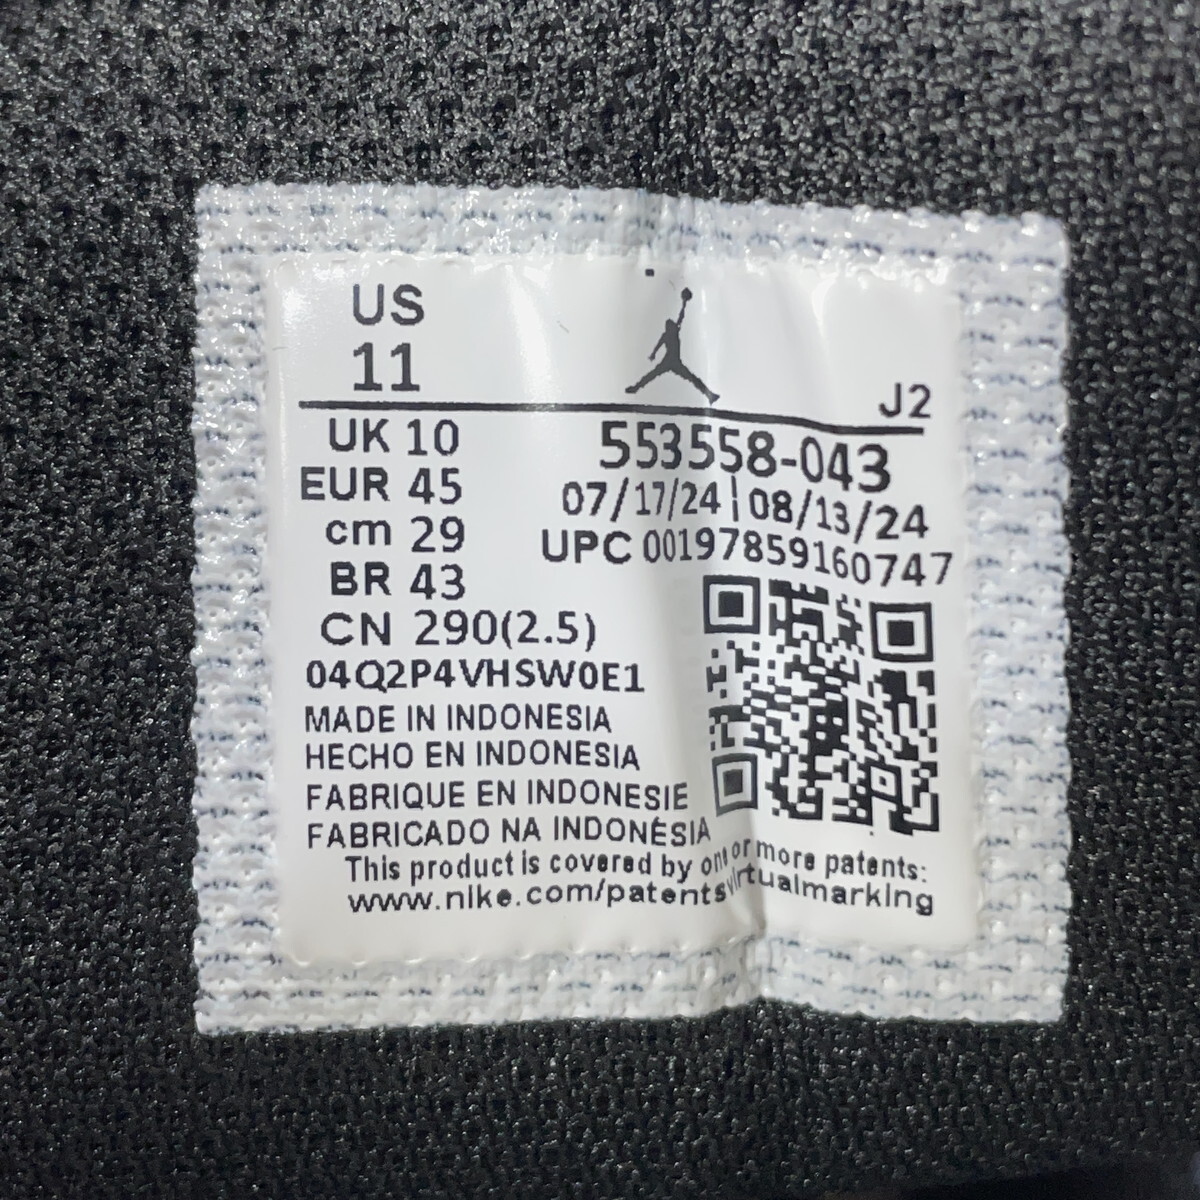 US
11
J2
UK 10
EUR 45
cm 29
BR 43
CN 290(2.5)
553558-043
07/17/24|08/13/24
UPC 00197859160747
04Q2P4VHSW0E1
MADE IN INDONESIA
HECHO EN INDONESIA
FABRIQUE EN INDONESIE
FABRICADO NA INDONÉSIA
This product is covered by one or more patents:
www.nike.com/patentsvirtualmarking